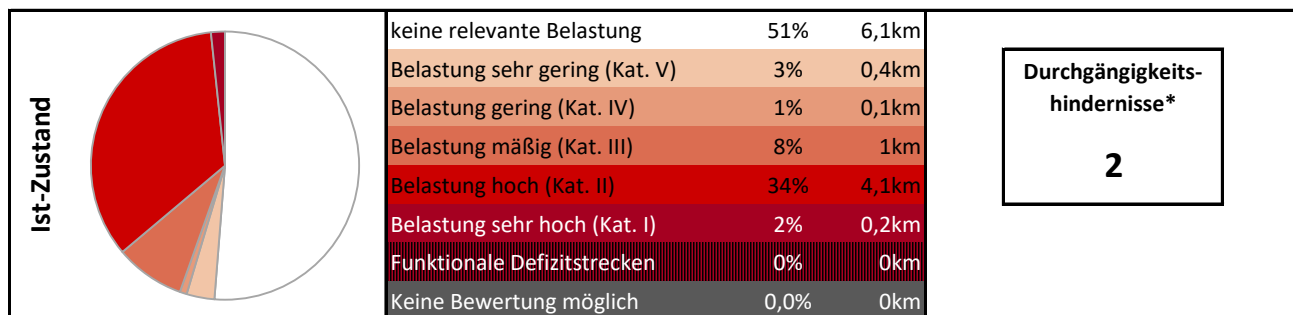 Ist-Zustand
keine relevante Belastung 51% 6,1km
Belastung sehr gering (Kat. V) 3% 0,4km
Belastung gering (Kat. IV) 1% 0,1km
Belastung mäßig (Kat. III) 8% 1km
Belastung hoch (Kat. II) 34% 4,1km
Belastung sehr hoch (Kat. I) 2% 0,2km
Funktionale Defizitstrecken 0% 0km
Keine Bewertung möglich 0,0% 0km
Durchgängigkeits-
hindernisse*
2